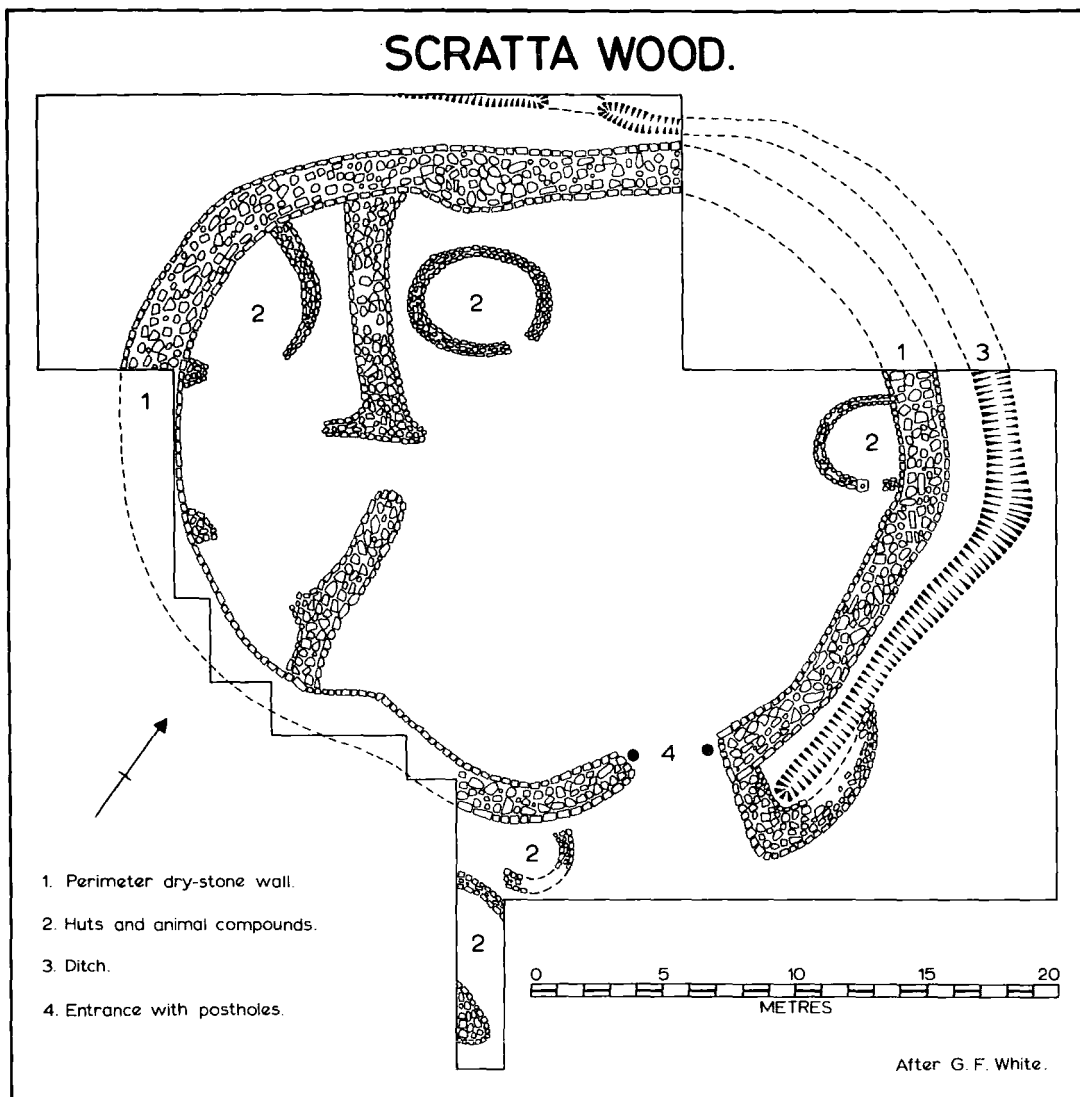 SCRATTA WOOD.
2
2
1
1
3
2
4
2
2
1. Perimeter dry-stone wall.
2. Huts and animal compounds.
3. Ditch.
4. Entrance with postholes.
0 5 10 15 20
METRES
After G. F. White.